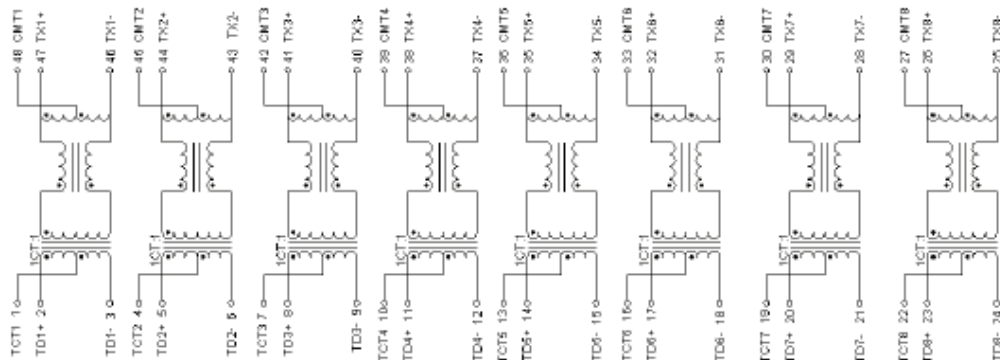 48 CMT1
47 TX1+
46 TX1-
45 CMT2
44 TX2+
43 TX2-
42 CMT3
41 TX3+
40 TX3-
39 CMT4
38 TX4+
37 TX4-
36 CMT5
35 TX5+
34 TX5-
33 CMT6
32 TX6+
31 TX6-
30 CMT7
29 TX7+
28 TX7-
27 CMT8
26 TX8+
25 TX8-
1CT:1
1CT:1
1CT:1
1CT:1
1CT:1
1CT:1
1CT:1
1CT:1
TCT1 1
TD1+ 2
TD1- 3
TCT2 4
TD2+ 5
TD2- 6
TCT3 7
TD3+ 8
TD3- 9
TCT4 10
TD4+ 11
TD4- 12
TCT5 13
TD5+ 14
TD5- 15
TCT6 16
TD6+ 17
TD6- 18
TCT7 19
TD7+ 20
TD7- 21
TCT8 22
TD8+ 23
TD8- 24